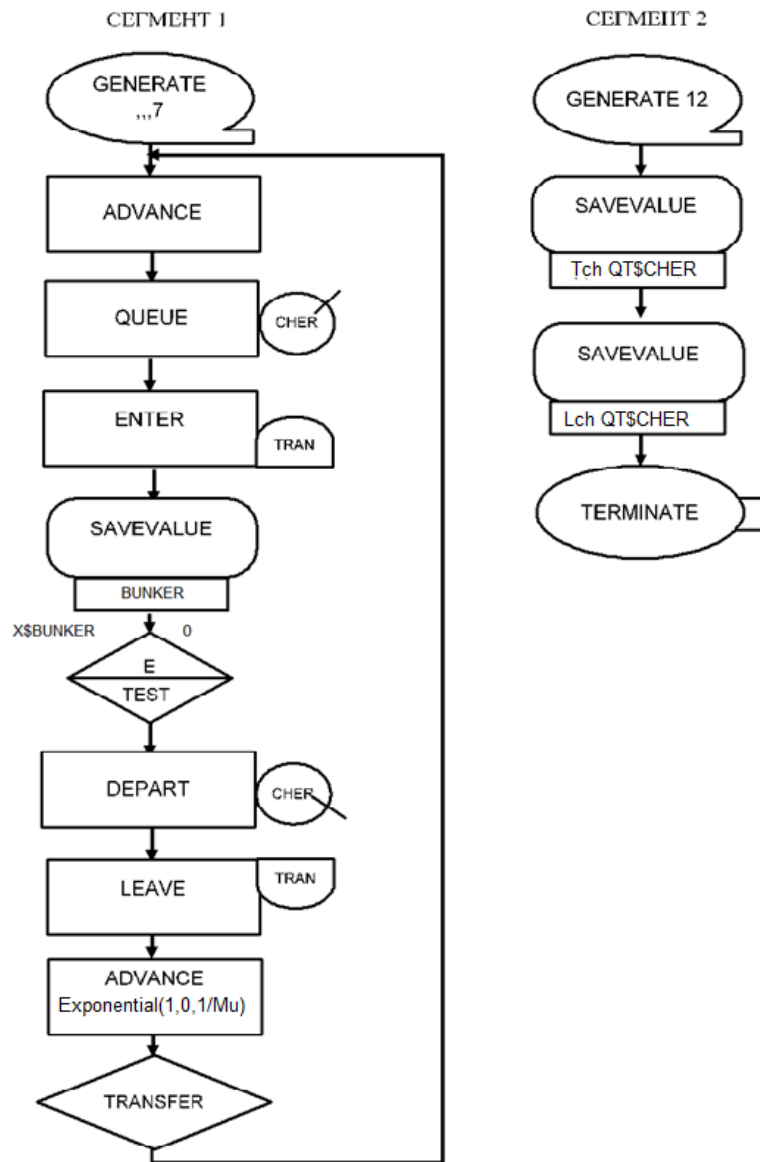 СЕГМЕНТ 1
GENERATE
,,,7
ADVANCE
QUEUE
CHER
ENTER
TRAN
SAVEVALUE
BUNKER
X$BUNKER 0
E
TEST
DEPART
CHER
LEAVE
TRAN
ADVANCE
Exponential(1,0,1/Mu)
TRANSFER
СЕГМЕНТ 2
GENERATE 12
SAVEVALUE
Tch QT$CHER
SAVEVALUE
Lch QT$CHER
TERMINATE